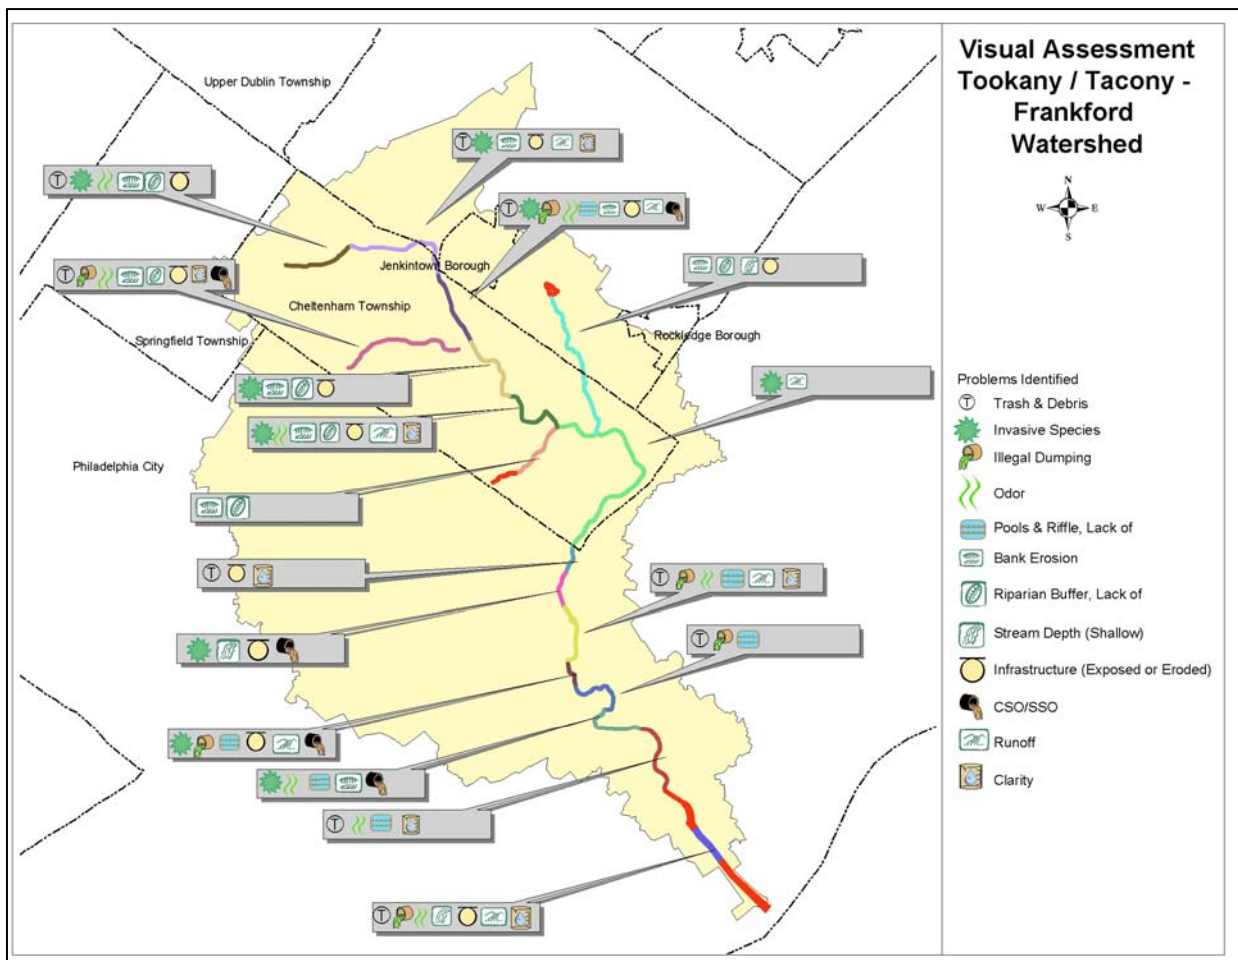 Visual Assessment
Tookany / Tacony -
Frankford
Watershed
N
W E
S
Upper Dublin Township
Jenkintown Borough
Cheltenham Township
Springfield Township
Rockledge Borough
Philadelphia City
Problems Identified
T Trash & Debris
Invasive Species
Illegal Dumping
Odor
Pools & Riffle, Lack of
Bank Erosion
Riparian Buffer, Lack of
Stream Depth (Shallow)
Infrastructure (Exposed or Eroded)
CSO/SSO
Runoff
Clarity
T
T
T
T
T
T
T
T
T